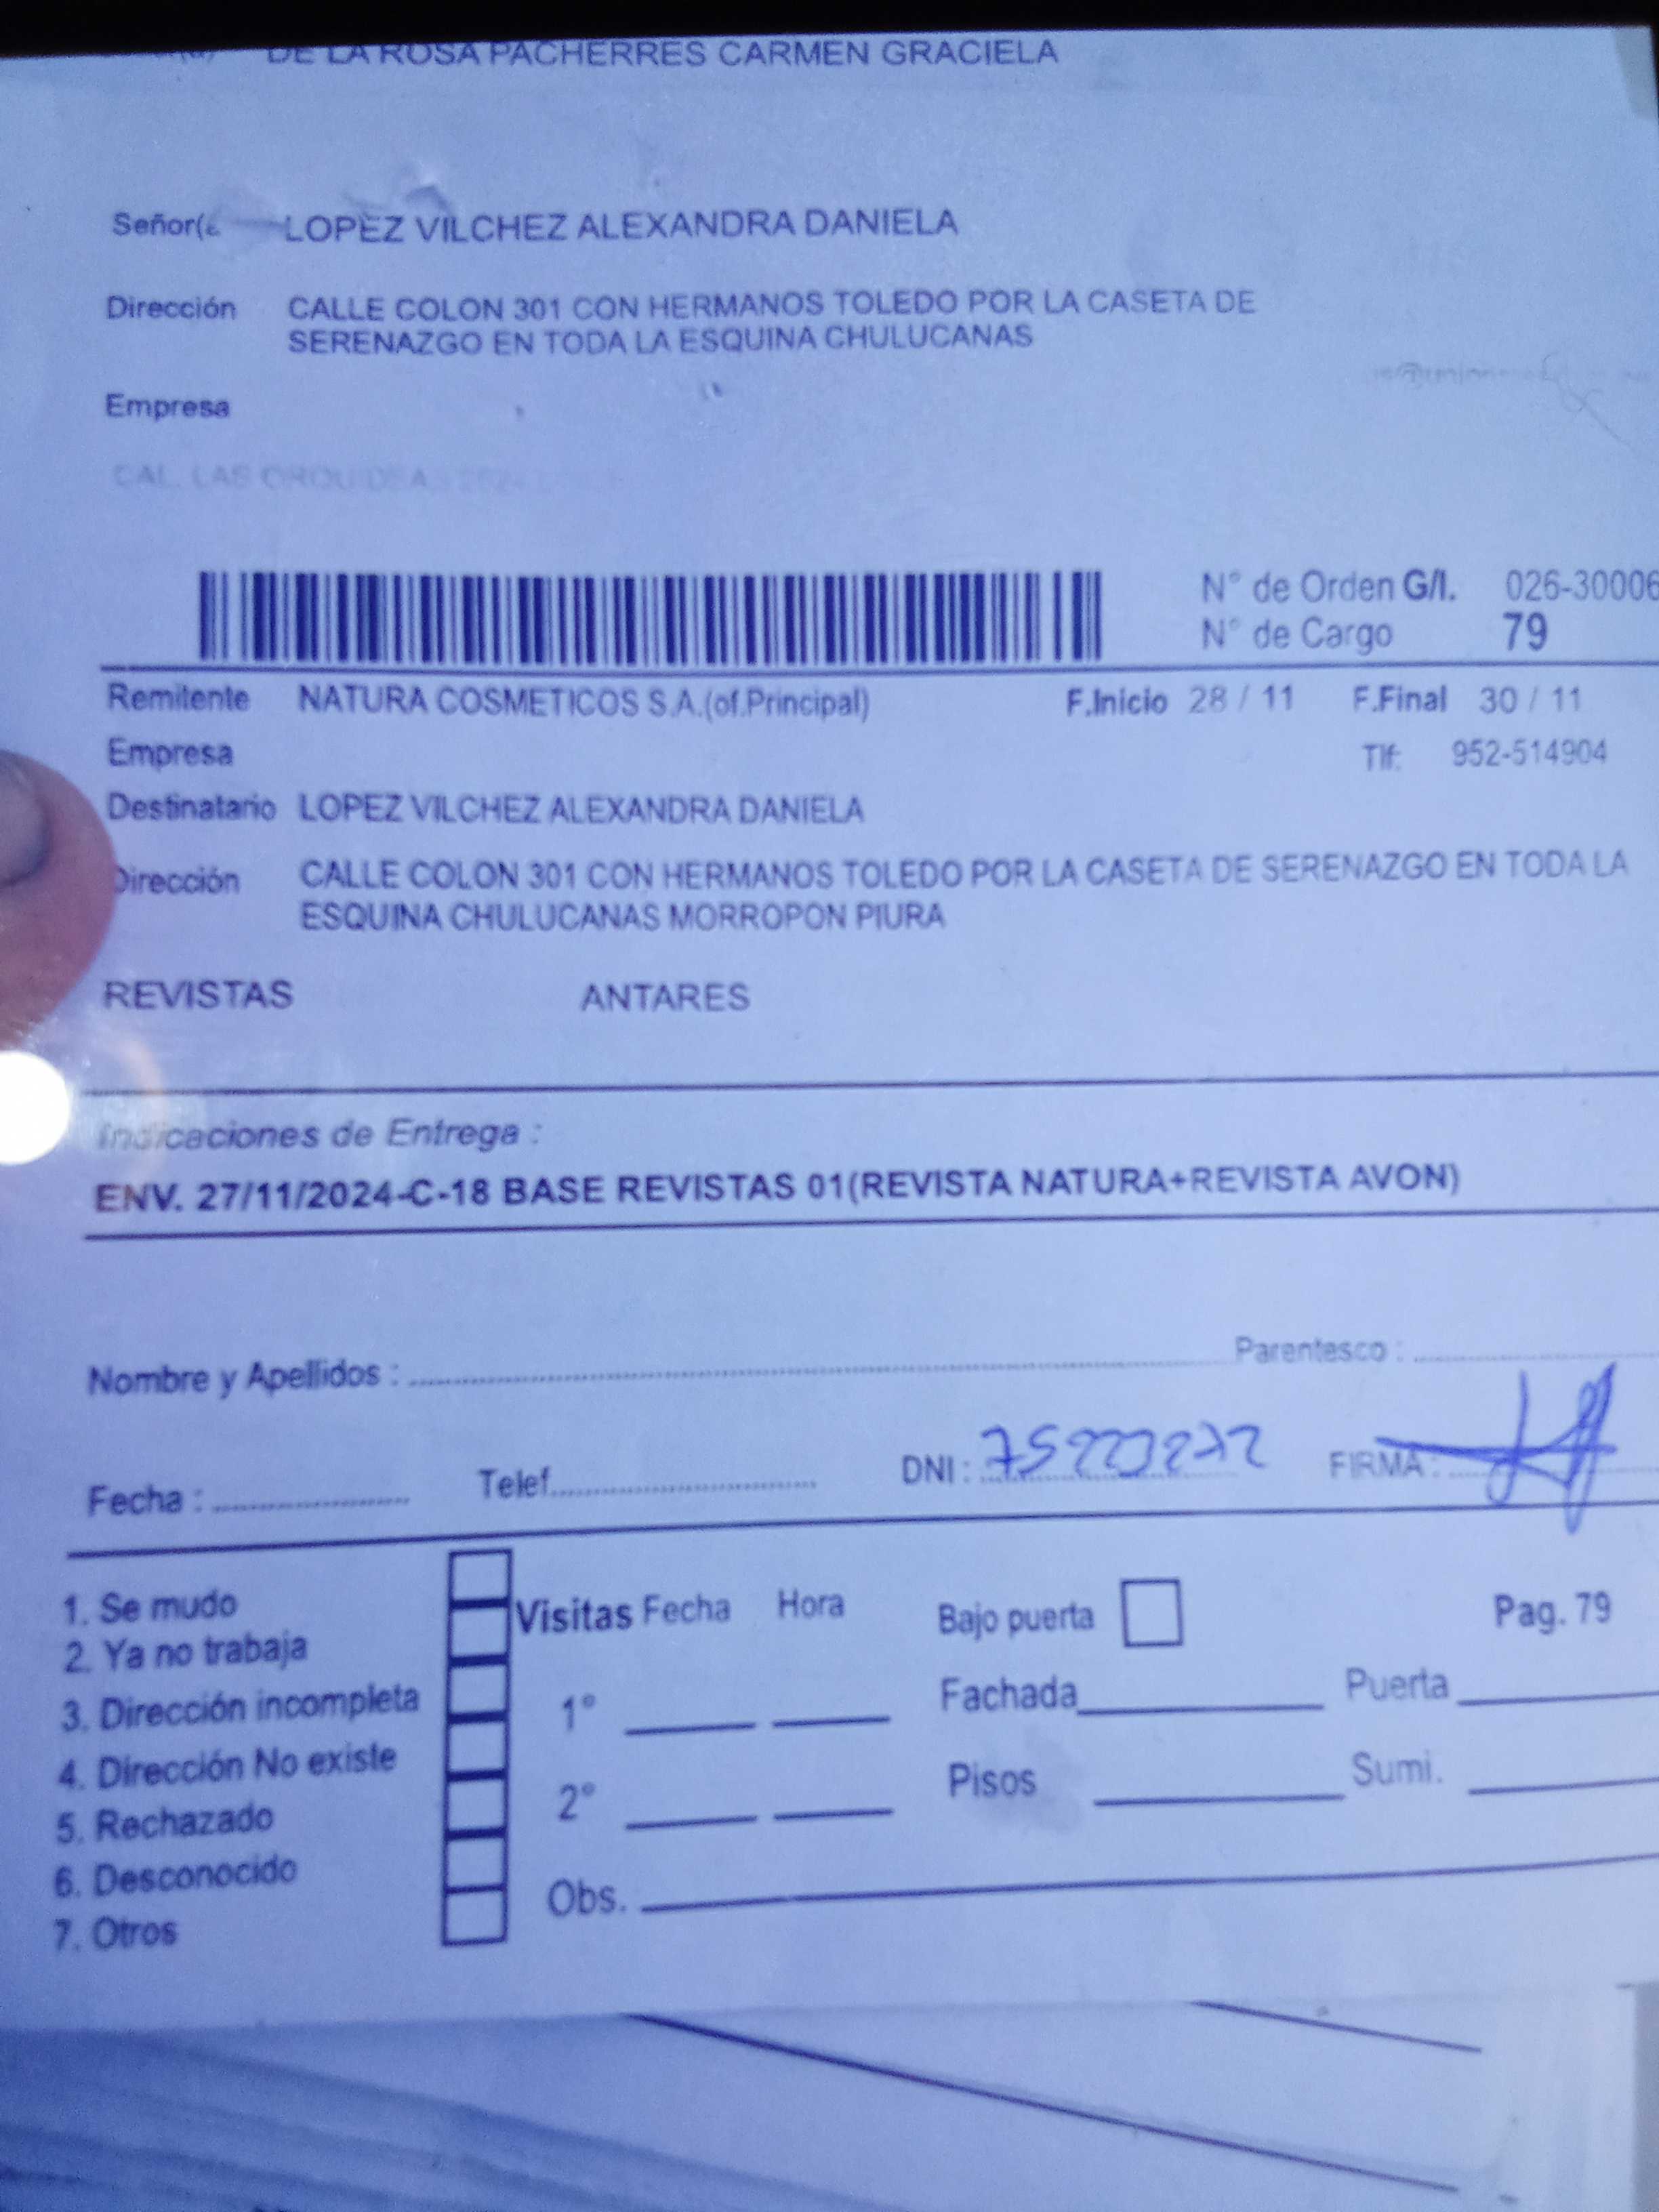 DE LA ROSA PACHERRES CARMEN GRACIELA
Señor( LOPEZ VILCHEZ ALEXANDRA DANIELA
Dirección CALLE COLON 301 CON HERMANOS TOLEDO POR LA CASETA DE
SERENAZGO EN TODA LA ESQUINA CHULUCANAS
Empresa
CAL. LAS ORQUIDEAS
N° de Orden G/I. 026-30006
N° de Cargo 79
Remitente NATURA COSMETICOS S.A.(of.Principal) F.Inicio 28 / 11 F.Final 30 / 11
Empresa Tlf: 952-514904
Destinatario LOPEZ VILCHEZ ALEXANDRA DANIELA
Dirección CALLE COLON 301 CON HERMANOS TOLEDO POR LA CASETA DE SERENAZGO EN TODA LA
ESQUINA CHULUCANAS MORROPON PIURA
REVISTAS ANTARES
Indicaciones de Entrega :
ENV. 27/11/2024-C-18 BASE REVISTAS 01(REVISTA NATURA+REVISTA AVON)
Nombre y Apellidos : Parentesco :
Fecha : Telef. DNI : FIRMA :
1. Se mudo
2. Ya no trabaja
3. Dirección incompleta
4. Dirección No existe
5. Rechazado
6. Desconocido
7. Otros
Visitas Fecha Hora
1°
2°
Obs.
Bajo puerta Pag. 79
Fachada Puerta
Pisos Sumi.